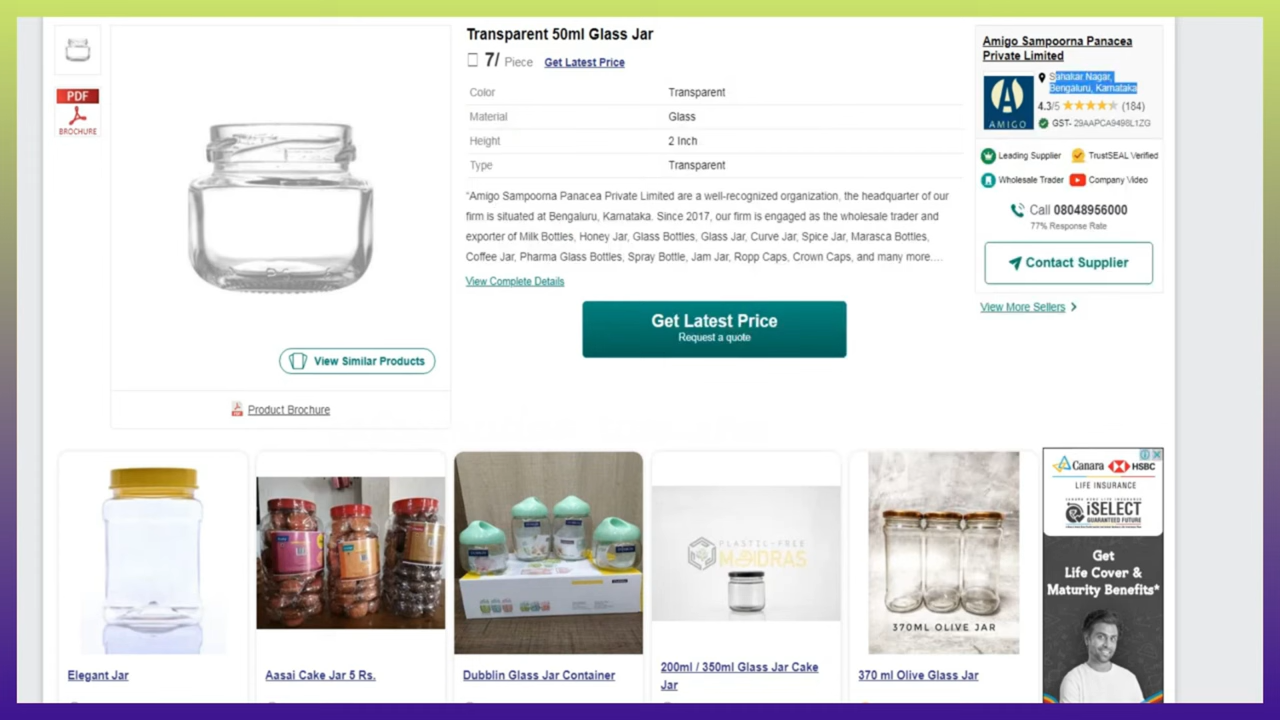 Transparent 50ml Glass Jar
7/ Piece Get Latest Price
Color Transparent
Material Glass
Height 2 Inch
Type Transparent
"Amigo Sampoorna Panacea Private Limited are a well-recognized organization, the headquarter of our
firm is situated at Bengaluru, Karnataka. Since 2017, our firm is engaged as the wholesale trader and
exporter of Milk Bottles, Honey Jar, Glass Bottles, Glass Jar, Curve Jar, Spice Jar, Marasca Bottles,
Coffee Jar, Pharma Glass Bottles, Spray Bottle, Jam Jar, Ropp Caps, Crown Caps, and many more....
View Complete Details
Get Latest Price
Request a quote
PDF
BROCHURE
View Similar Products
Product Brochure
Amigo Sampoorna Panacea
Private Limited
Sahakar Nagar,
Bengaluru, Karnataka
AMIGO
4.3/5 (184)
GST- 29AAPCA9498L1ZG
Leading Supplier TrustSEAL Verified
Wholesale Trader Company Video
Call 08048956000
77% Response Rate
Contact Supplier
View More Sellers
PLASTIC-FREE
370ML OLIVE JAR
Elegant Jar
Aasai Cake Jar 5 Rs.
Dubblin Glass Jar Container
200ml / 350ml Glass Jar Cake
Jar
370 ml Olive Glass Jar
Canara HSBC
LIFE INSURANCE
iSELECT
GUARANTEED FUTURE
Get
Life Cover &
Maturity Benefits*